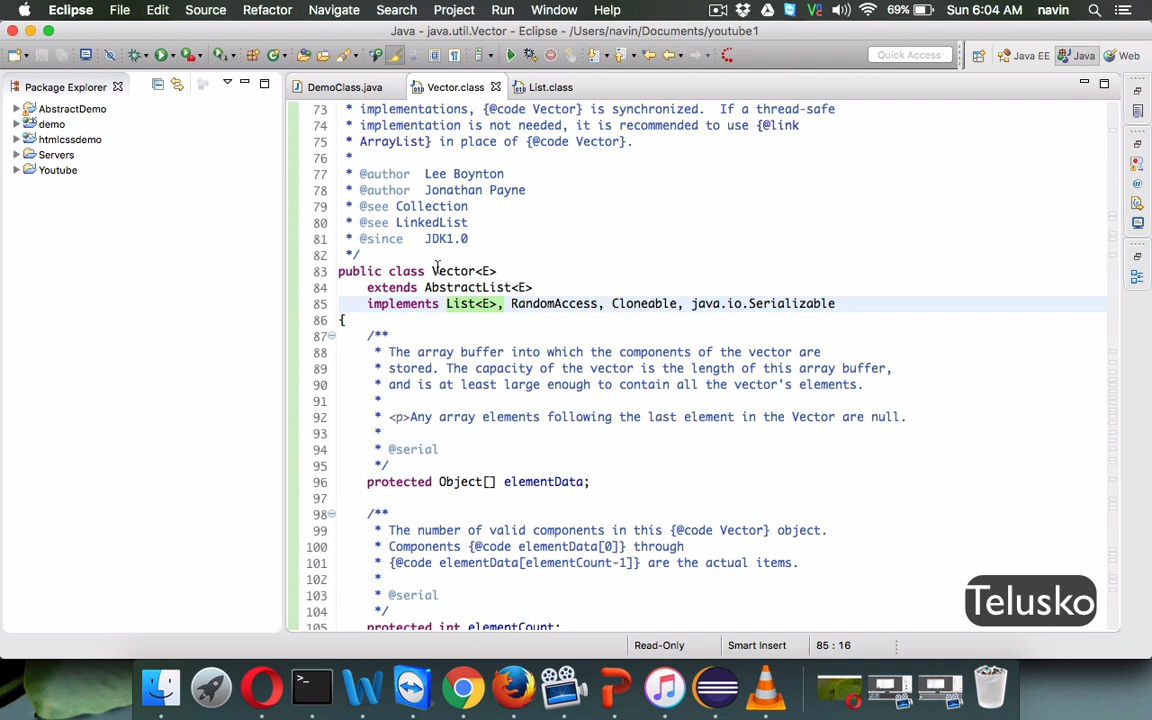 Eclipse File Edit Source Refactor Navigate Search Project Run Window Help 69% Sun 6:04 AM navin
Java - java.util.Vector - Eclipse - /Users/navin/Documents/youtube1
Quick Access Java EE Java Web
Package Explorer DemoClass.java Vector.class List.class
AbstractDemo
demo
htmlcssdemo
Servers
Youtube
73 * implementations, {@code Vector} is synchronized.  If a thread-safe
74 * implementation is not needed, it is recommended to use {@link
75 * ArrayList} in place of {@code Vector}.
76 *
77 * @author  Lee Boynton
78 * @author  Jonathan Payne
79 * @see Collection
80 * @see LinkedList
81 * @since   JDK1.0
82 */
83 public class Vector<E>
84     extends AbstractList<E>
85     implements List<E>, RandomAccess, Cloneable, java.io.Serializable
86 {
87     /**
88      * The array buffer into which the components of the vector are
89      * stored. The capacity of the vector is the length of this array buffer,
90      * and is at least large enough to contain all the vector's elements.
91      *
92      * <p>Any array elements following the last element in the Vector are null.
93      *
94      * @serial
95      */
96     protected Object[] elementData;
97
98     /**
99      * The number of valid components in this {@code Vector} object.
100      * Components {@code elementData[0]} through
101      * {@code elementData[elementCount-1]} are the actual items.
102      *
103      * @serial
104      */
105     protected int elementCount;
Telusko
Read-Only Smart Insert 85 : 16